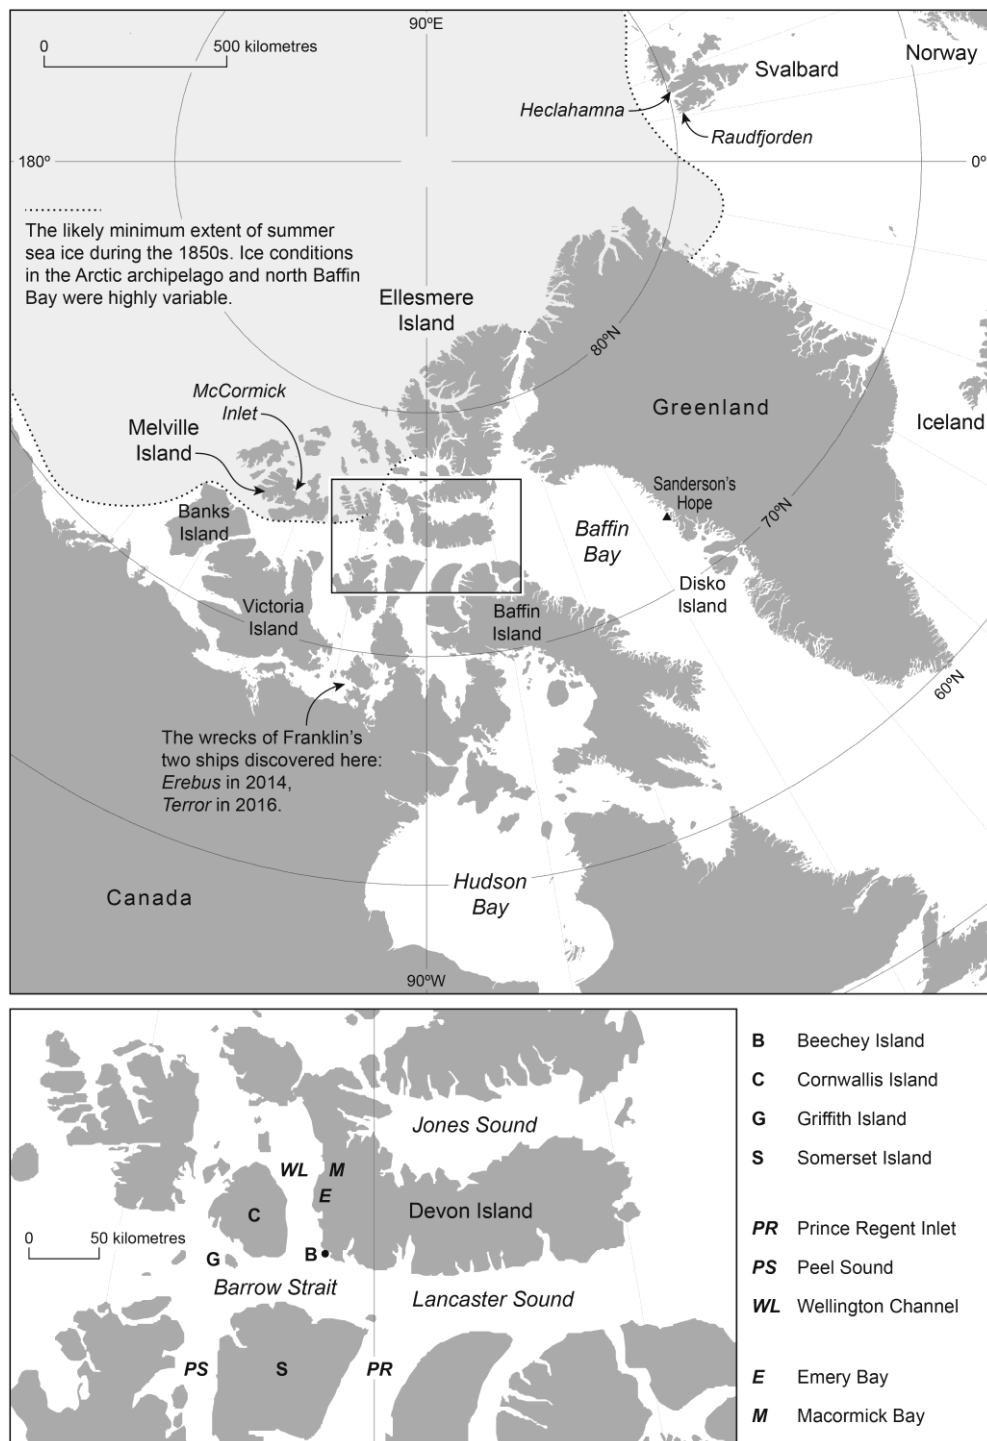 90ºE
0
500 kilometres
Norway
Svalbard
Heclahamna
Raudfjorden
180º
0º
The likely minimum extent of summer
sea ice during the 1850s. Ice conditions
in the Arctic archipelago and north Baffin
Bay were highly variable.
Ellesmere
Island
80ºN
McCormick
Inlet
Greenland
Melville
Island
Iceland
Sanderson's
Hope
Banks
Island
70ºN
Baffin
Bay
Disko
Island
Victoria
Island
Baffin
Island
60ºN
The wrecks of Franklin's
two ships discovered here:
Erebus in 2014,
Terror in 2016.
Canada
Hudson
Bay
90ºW
Jones Sound
WL
M
E
C
Devon Island
0
50 kilometres
G
B
Barrow Strait
Lancaster Sound
PS
S
PR
B Beechey Island
C Cornwallis Island
G Griffith Island
S Somerset Island
PR Prince Regent Inlet
PS Peel Sound
WL Wellington Channel
E Emery Bay
M Macormick Bay